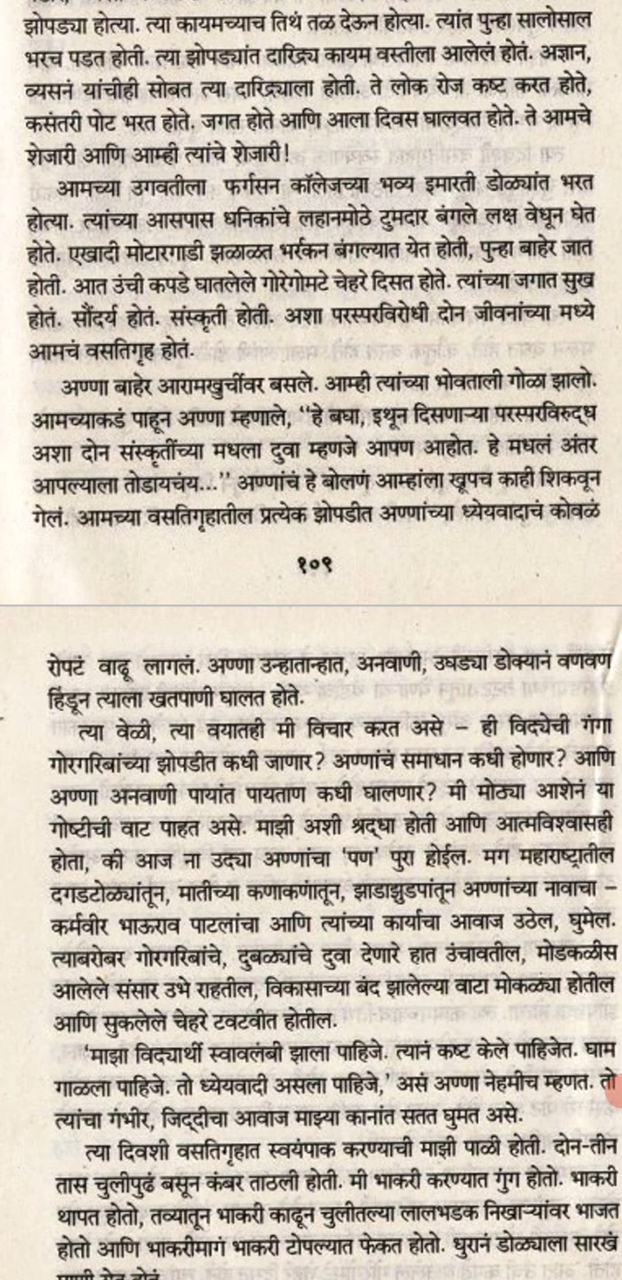 झोपड्या होत्या. त्या कायमच्याच तिथं तळ देऊन होत्या. त्यांत पुन्हा सालोसाल
भरच पडत होती. त्या झोपड्यांत दारिद्र्य कायम वस्तीला आलेलं होतं. अज्ञान,
व्यसनं यांचीही सोबत त्या दारिद्र्याला होती. ते लोक रोज कष्ट करत होते,
कसंतरी पोट भरत होते. जगत होते आणि आला दिवस घालवत होते. ते आमचे
शेजारी आणि आम्ही त्यांचे शेजारी!
आमच्या उगवतीला फर्गसन कॉलेजच्या भव्य इमारती डोळ्यांत भरत
होत्या. त्यांच्या आसपास धनिकांचे लहानमोठे टुमदार बंगले लक्ष वेधून घेत
होते. एखादी मोटारगाडी झळाळत भर्रकन बंगल्यात येत होती, पुन्हा बाहेर जात
होती. आत उंची कपडे घातलेले गोरेगोमटे चेहरे दिसत होते. त्यांच्या जगात सुख
होतं. सौंदर्य होतं. संस्कृती होती. अशा परस्परविरोधी दोन जीवनांच्या मध्ये
आमचं वसतिगृह होतं.
अण्णा बाहेर आरामखुर्चीवर बसले. आम्ही त्यांच्या भोवताली गोळा झालो.
आमच्याकडं पाहून अण्णा म्हणाले, “हे बघा, इथून दिसणाऱ्या परस्परविरुद्ध
अशा दोन संस्कृतींच्या मधला दुवा म्हणजे आपण आहोत. हे मधलं अंतर
आपल्याला तोडायचंय...” अण्णांचं हे बोलणं आम्हांला खूपच काही शिकवून
गेलं. आमच्या वसतिगृहातील प्रत्येक झोपडीत अण्णांच्या ध्येयवादाचं कोवळं
१०९
रोपटं वाढू लागलं. अण्णा उन्हातान्हात, अनवाणी, उघड्या डोक्यानं वणवण
हिंडून त्याला खतपाणी घालत होते.
त्या वेळी, त्या वयातही मी विचार करत असे – ही विद्येची गंगा
गोरगरिबांच्या झोपडीत कधी जाणार? अण्णांचं समाधान कधी होणार? आणि
अण्णा अनवाणी पायांत पायताण कधी घालणार? मी मोठ्या आशेनं या
गोष्टीची वाट पाहत असे. माझी अशी श्रद्धा होती आणि आत्मविश्वासही
होता, की आज ना उद्या अण्णांचा ‘पण’ पुरा होईल. मग महाराष्ट्रातील
दगडटोळ्यांतून, मातीच्या कणाकणांतून, झाडाझुडपांतून अण्णांच्या नावाचा –
कर्मवीर भाऊराव पाटलांचा आणि त्यांच्या कार्याचा आवाज उठेल, घुमेल.
त्याबरोबर गोरगरिबांचे, दुबळ्यांचे दुवा देणारे हात उंचावतील, मोडकळीस
आलेले संसार उभे राहतील, विकासाच्या बंद झालेल्या वाटा मोकळ्या होतील
आणि सुकलेले चेहरे टवटवीत होतील.
‘माझा विद्यार्थी स्वावलंबी झाला पाहिजे. त्यानं कष्ट केले पाहिजेत. घाम
गाळला पाहिजे. तो ध्येयवादी असला पाहिजे,’ असं अण्णा नेहमीच म्हणत. तो
त्यांचा गंभीर, जिद्दीचा आवाज माझ्या कानांत सतत घुमत असे.
त्या दिवशी वसतिगृहात स्वयंपाक करण्याची माझी पाळी होती. दोन-तीन
तास चुलीपुढं बसून कंबर ताठली होती. मी भाकरी करण्यात गुंग होतो. भाकरी
थापत होतो, तव्यातून भाकरी काढून चुलीतल्या लालभडक निखाऱ्यांवर भाजत
होतो आणि भाकरीमागं भाकरी टोपल्यात फेकत होतो. धुरानं डोळ्याला सारखं